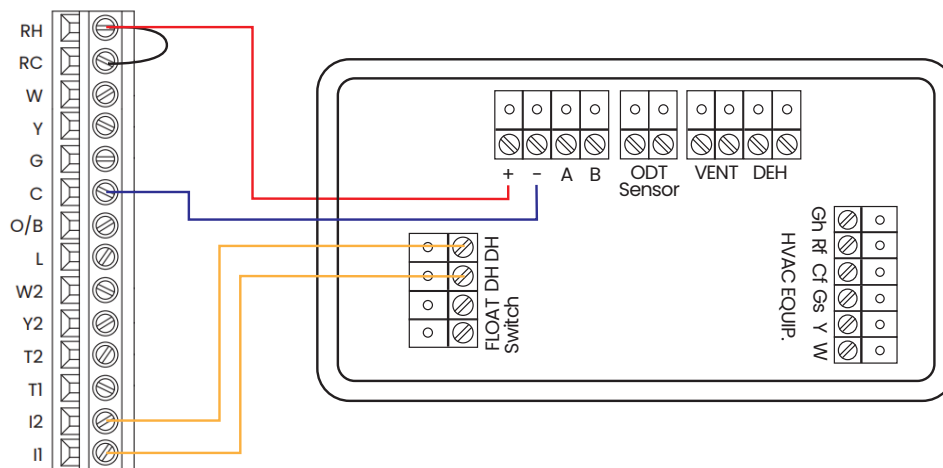 RH
RC
W
Y
G
C
O/B
L
W2
Y2
T2
T1
I2
I1
+ − A B
ODT
Sensor
VENT DEH
DH DH
FLOAT
Switch
Gh Rf Cf Gs Y W
HVAC EQUIP.